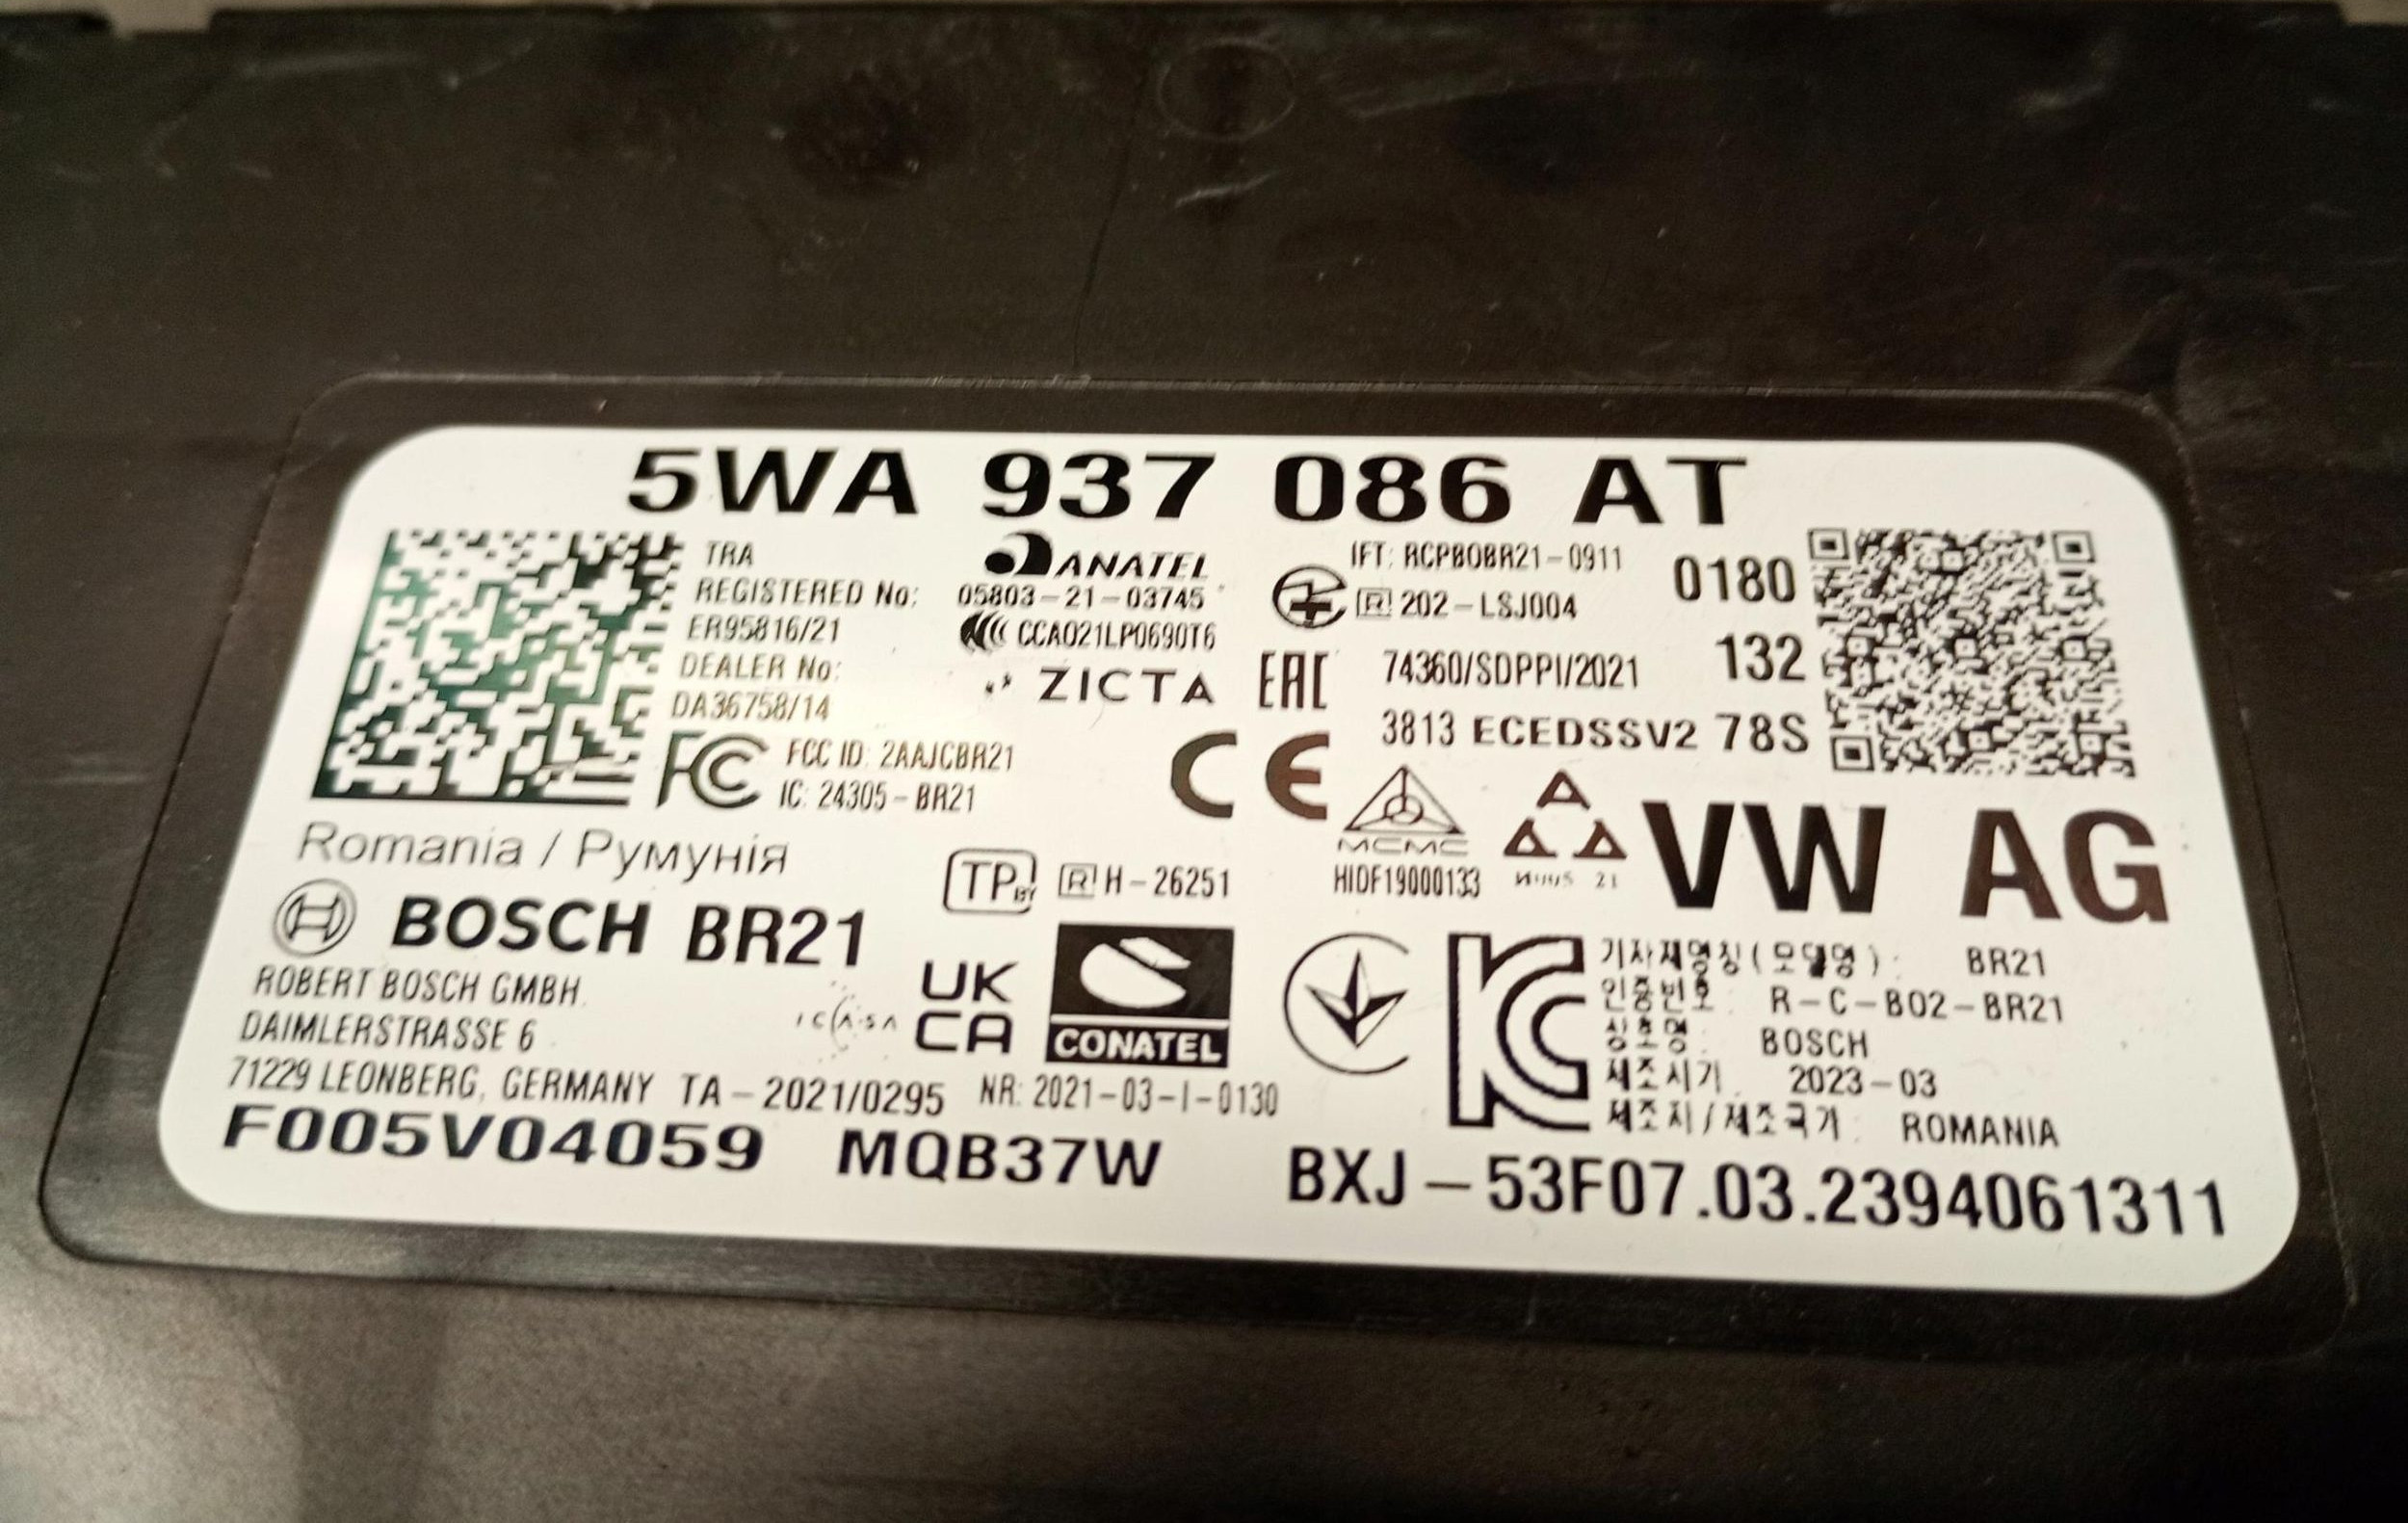 5WA 937 086 AT
TRA
REGISTERED No:
ER95816/21
DEALER No:
DA36758/14
FCC ID: 2AAJCBR21
IC: 24305-BR21
ANATEL
05803-21-03745
CCAO21LP0690T6
ZICTA
EAC
CE
IFT: RCPBOBR21-0911
R 202-LSJ004
74360/SDPPI/2021
3813 ECEDSSV2
0180
132
78S
MCMC
HIDF19000133
VW AG
Romania / Румунія
BOSCH BR21
TP BY
R H-26251
ROBERT BOSCH GMBH
DAIMLERSTRASSE 6
71229 LEONBERG, GERMANY
ICASA
TA-2021/0295
UK
CA
CONATEL
NR: 2021-03-I-0130
기자재명칭(모델명): BR21
인증번호: R-C-B02-BR21
상호명: BOSCH
제조시기: 2023-03
제조자/제조국가: ROMANIA
F005V04059 MQB37W BXJ-53F07.03.2394061311